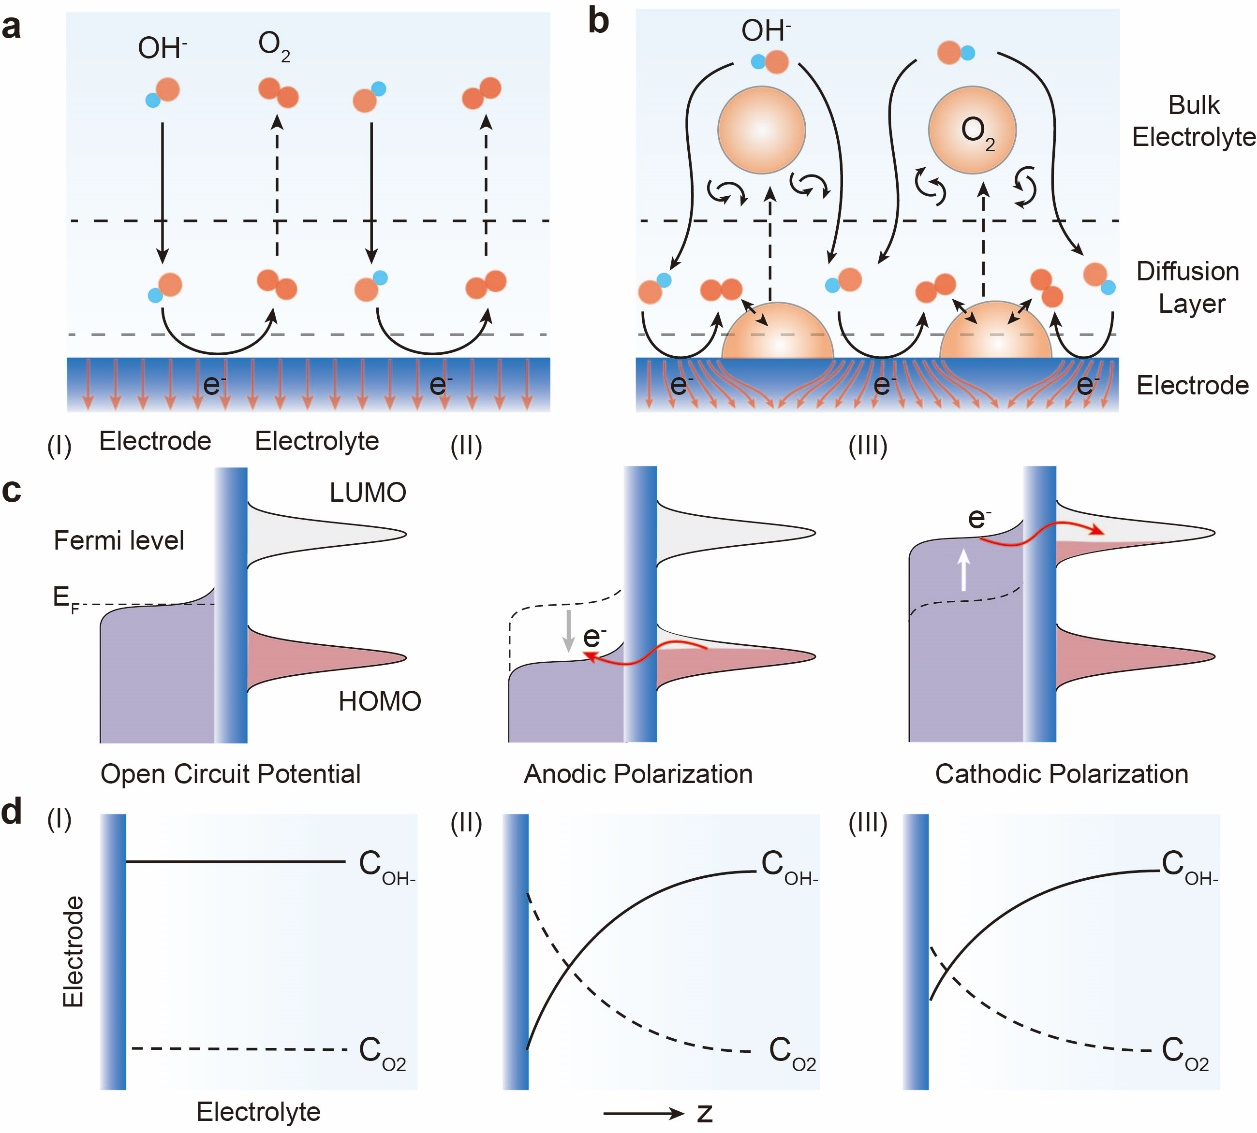 a
OH-
O2
e-
e-
b
OH-
O2
Bulk
Electrolyte
Diffusion
Layer
Electrode
e-
e-
e-
c
(I)
Electrode
Electrolyte
LUMO
Fermi level
EF
HOMO
Open Circuit Potential
(II)
e-
Anodic Polarization
(III)
e-
Cathodic Polarization
d
(I)
COH-
Electrode
CO2
Electrolyte
(II)
COH-
CO2
z
(III)
COH-
CO2